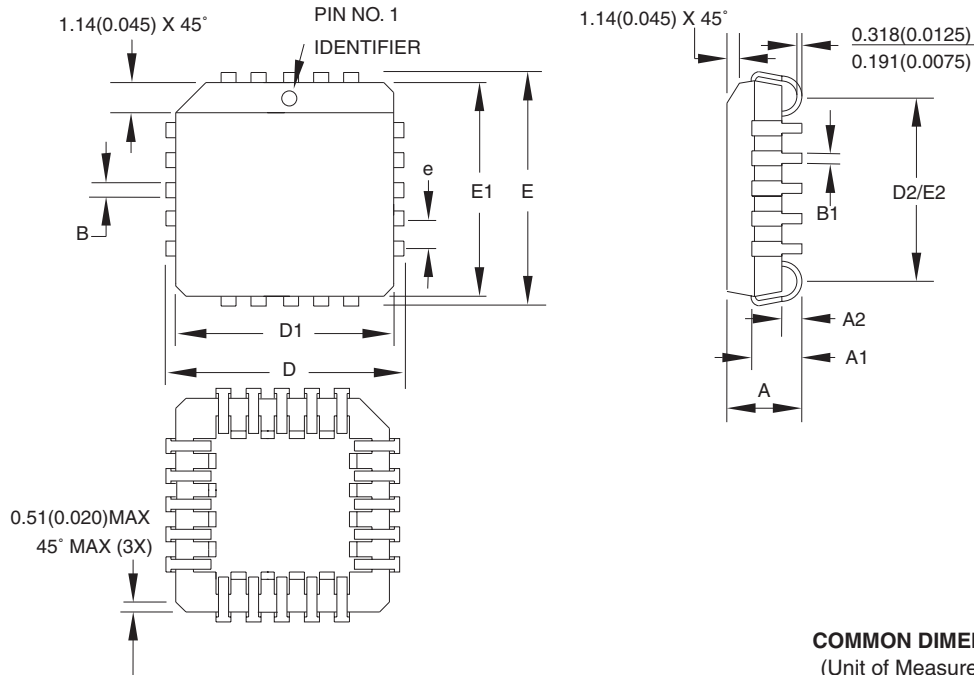 1.14(0.045) X 45˚
PIN NO. 1
IDENTIFIER
1.14(0.045) X 45˚
0.318(0.0125)
0.191(0.0075)
e
E1
E
B
D2/E2
B1
D1
D
A2
A1
A
0.51(0.020)MAX
45˚ MAX (3X)
COMMON DIME
(Unit of Measure